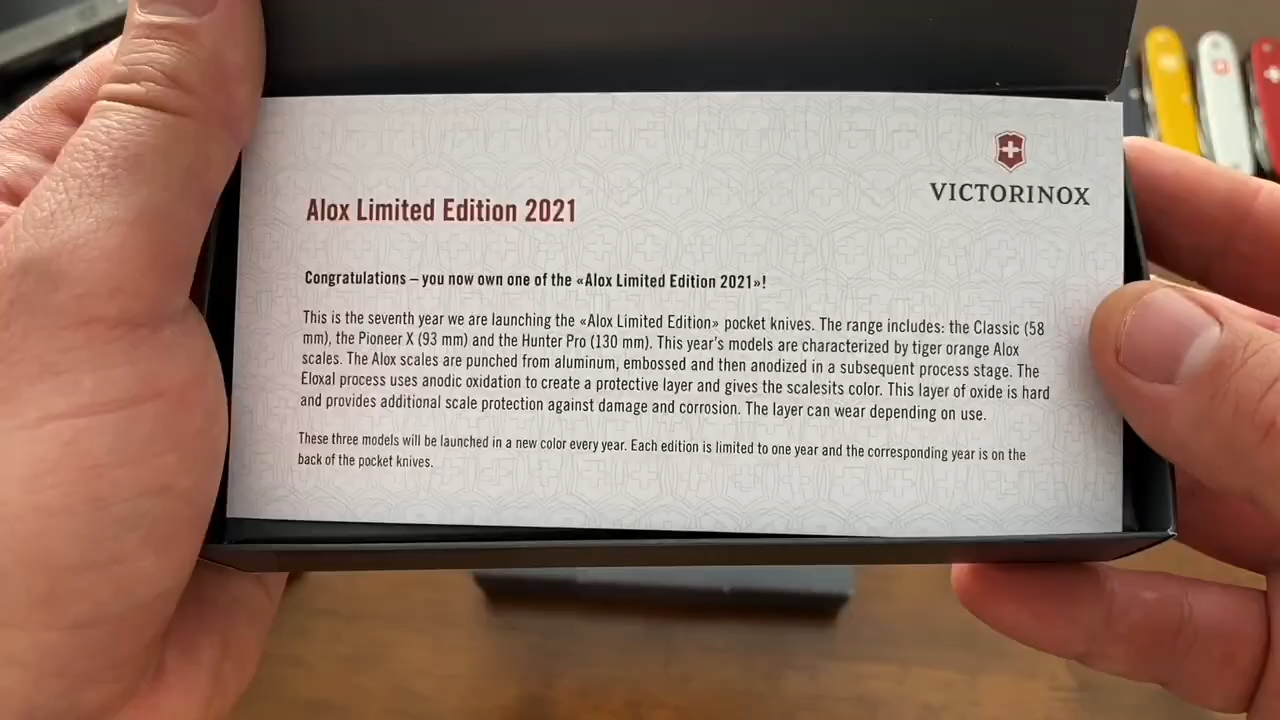 VICTORINOX
Alox Limited Edition 2021
Congratulations – you now own one of the «Alox Limited Edition 2021»!
This is the seventh year we are launching the «Alox Limited Edition» pocket knives. The range includes: the Classic (58
mm), the Pioneer X (93 mm) and the Hunter Pro (130 mm). This year's models are characterized by tiger orange Alox
scales. The Alox scales are punched from aluminum, embossed and then anodized in a subsequent process stage. The
Eloxal process uses anodic oxidation to create a protective layer and gives the scalesits color. This layer of oxide is hard
and provides additional scale protection against damage and corrosion. The layer can wear depending on use.
These three models will be launched in a new color every year. Each edition is limited to one year and the corresponding year is on the
back of the pocket knives.